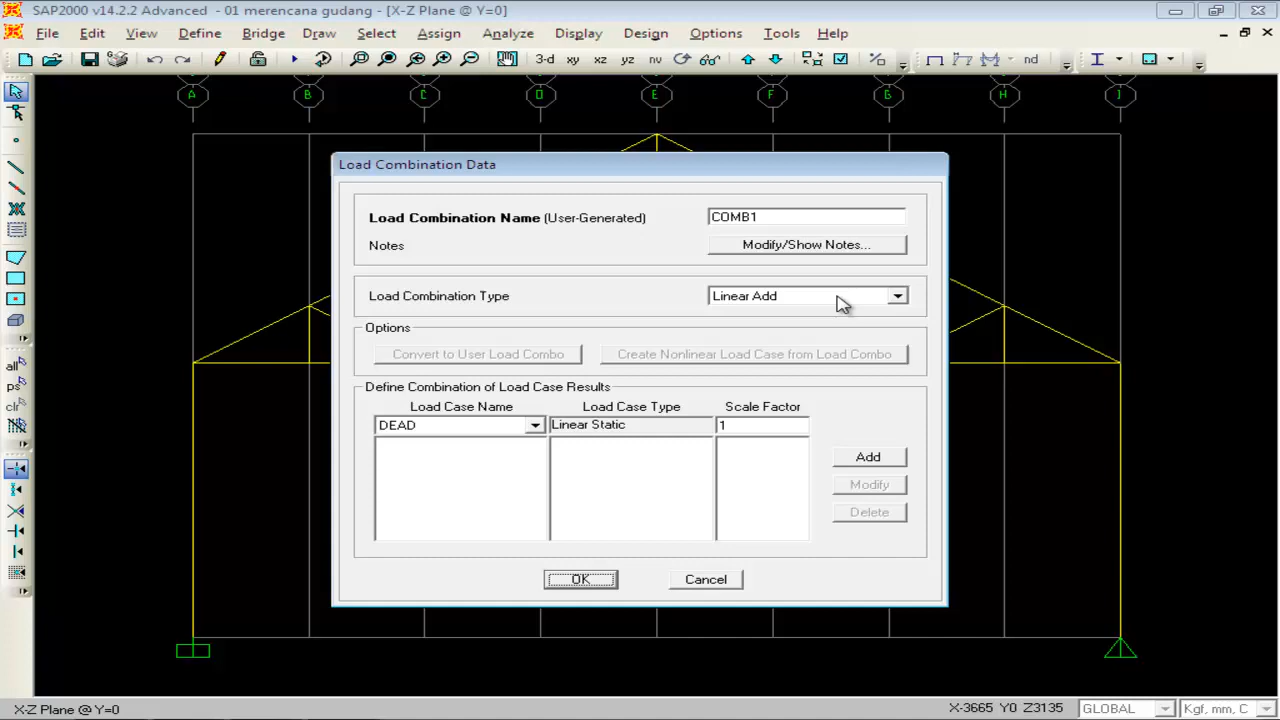 SAP2000 v14.2.2 Advanced - 01 merencana gudang - [X-Z Plane @ Y=0]
File Edit View Define Bridge Draw Select Assign Analyze Display Design Options Tools Help
3-d xy xz yz nv nd
A B C D E F G H I
Load Combination Data
Load Combination Name (User-Generated) COMB1
Notes Modify/Show Notes...
Load Combination Type Linear Add
Options
Convert to User Load Combo Create Nonlinear Load Case from Load Combo
Define Combination of Load Case Results
Load Case Name Load Case Type Scale Factor
DEAD Linear Static 1
Add
Modify
Delete
OK Cancel
all
ps
clr
X-Z Plane @ Y=0 X-3665 Y0 Z3135 GLOBAL Kgf, mm, C